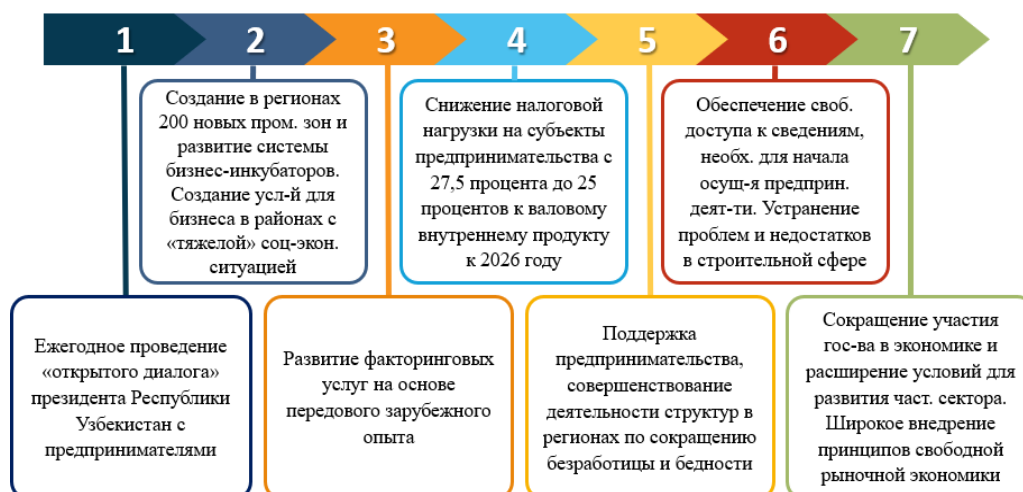 1 2 3 4 5 6 7
Создание в регионах
200 новых пром. зон и
развитие системы
бизнес-инкубаторов.
Создание усл-й для
бизнеса в районах с
«тяжелой» соц-экон.
ситуацией
Снижение налоговой
нагрузки на субъекты
предпринимательства с
27,5 процента до 25
процентов к валовому
внутреннему продукту
к 2026 году
Обеспечение своб.
доступа к сведениям,
необх. для начала
осущ-я предприн.
деят-ти. Устранение
проблем и недостатков
в строительной сфере
Ежегодное проведение
«открытого диалога»
президента Республики
Узбекистан с
предпринимателями
Развитие факторинговых
услуг на основе
передового зарубежного
опыта
Поддержка
предпринимательства,
совершенствование
деятельности структур в
регионах по сокращению
безработицы и бедности
Сокращение участия
гос-ва в экономике и
расширение условий для
развития част. сектора.
Широкое внедрение
принципов свободной
рыночной экономики